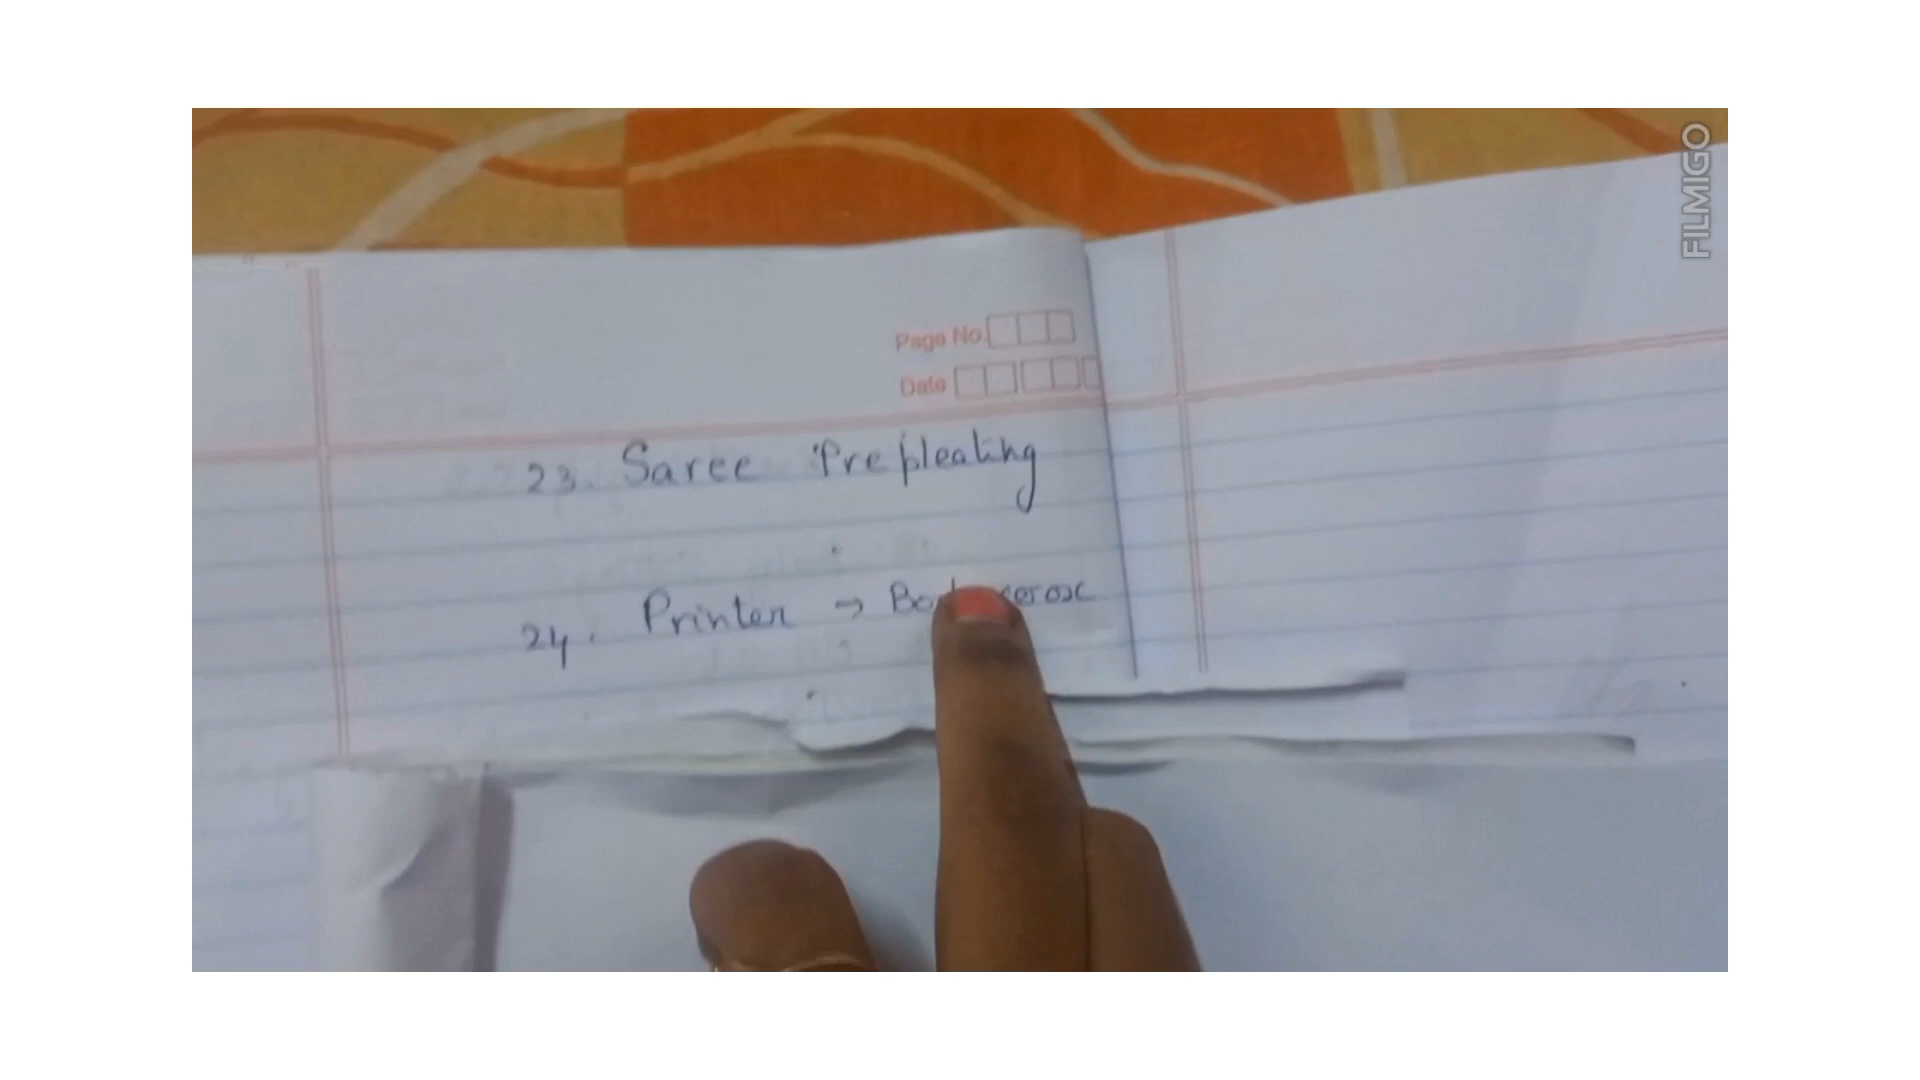 FILMIGO
Page No.
Date
23. Saree Prepleating
24. Printer →